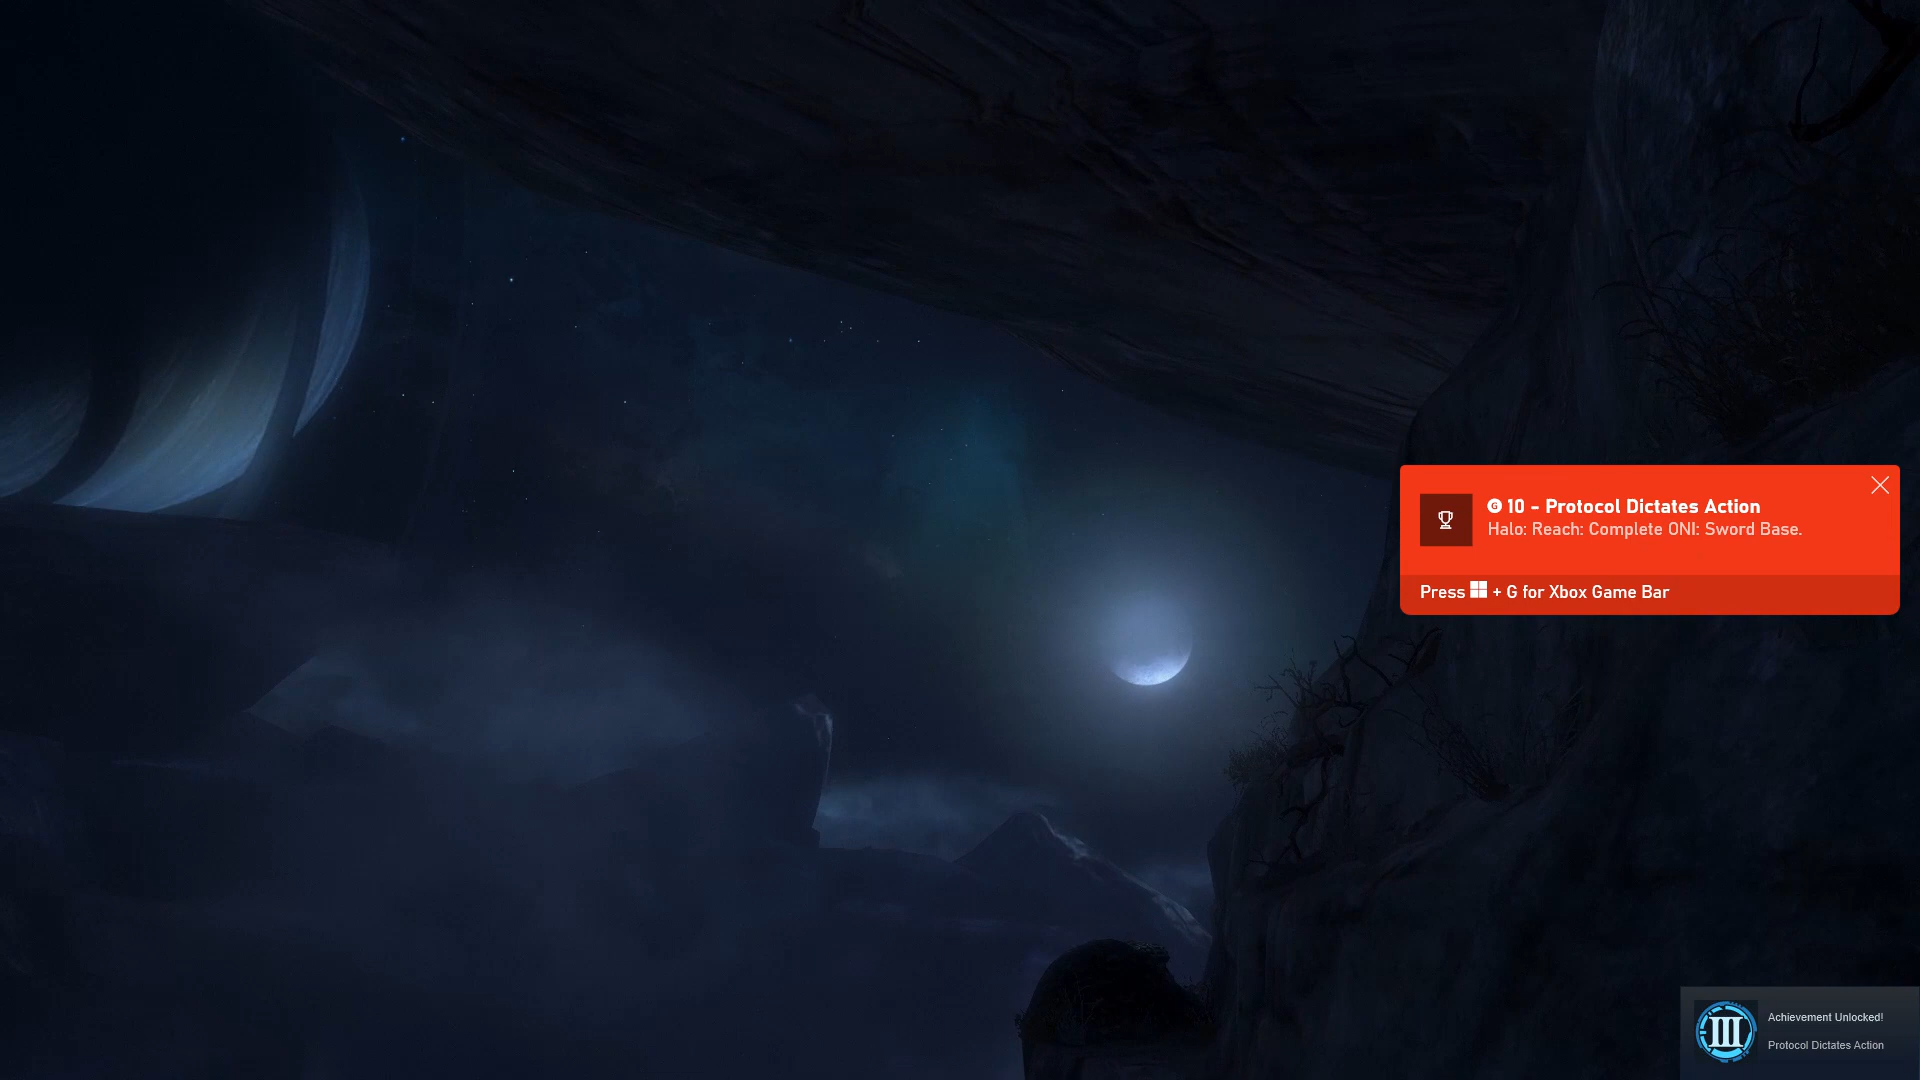 G 10 - Protocol Dictates Action
Halo: Reach: Complete ONI: Sword Base.
Press + G for Xbox Game Bar
III
Achievement Unlocked!
Protocol Dictates Action